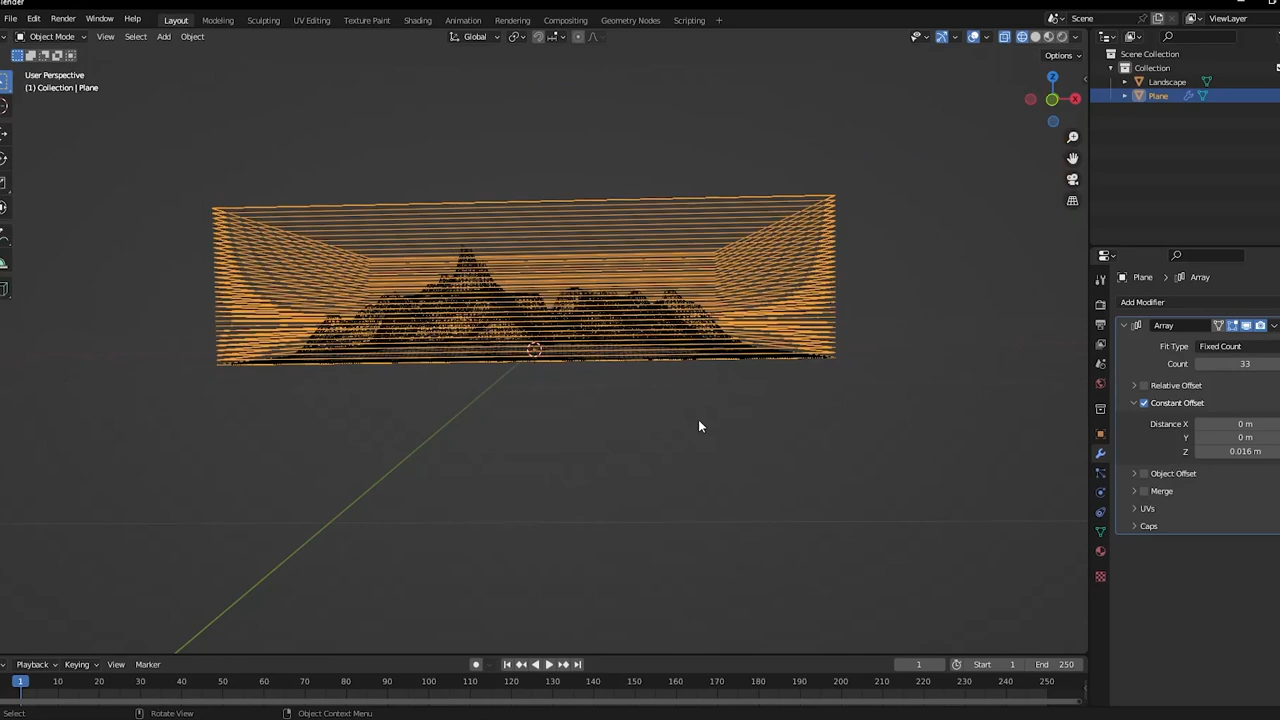 lender
File Edit Render Window Help Layout Modeling Sculpting UV Editing Texture Paint Shading Animation Rendering Compositing Geometry Nodes Scripting + Scene ViewLayer
Object Mode View Select Add Object Global
Options
User Perspective
(1) Collection | Plane
Z
X
Scene Collection
Collection
Landscape
Plane
Plane > Array
Add Modifier
Array
Fit Type Fixed Count
Count 33
Relative Offset
Constant Offset
Distance X 0 m
Y 0 m
Z 0.016 m
Object Offset
Merge
UVs
Caps
Playback Keying View Marker 1 Start 1 End 250
1 10 20 30 40 50 60 70 80 90 100 110 120 130 140 150 160 170 180 190 200 210 220 230 240 250
Select Rotate View Object Context Menu